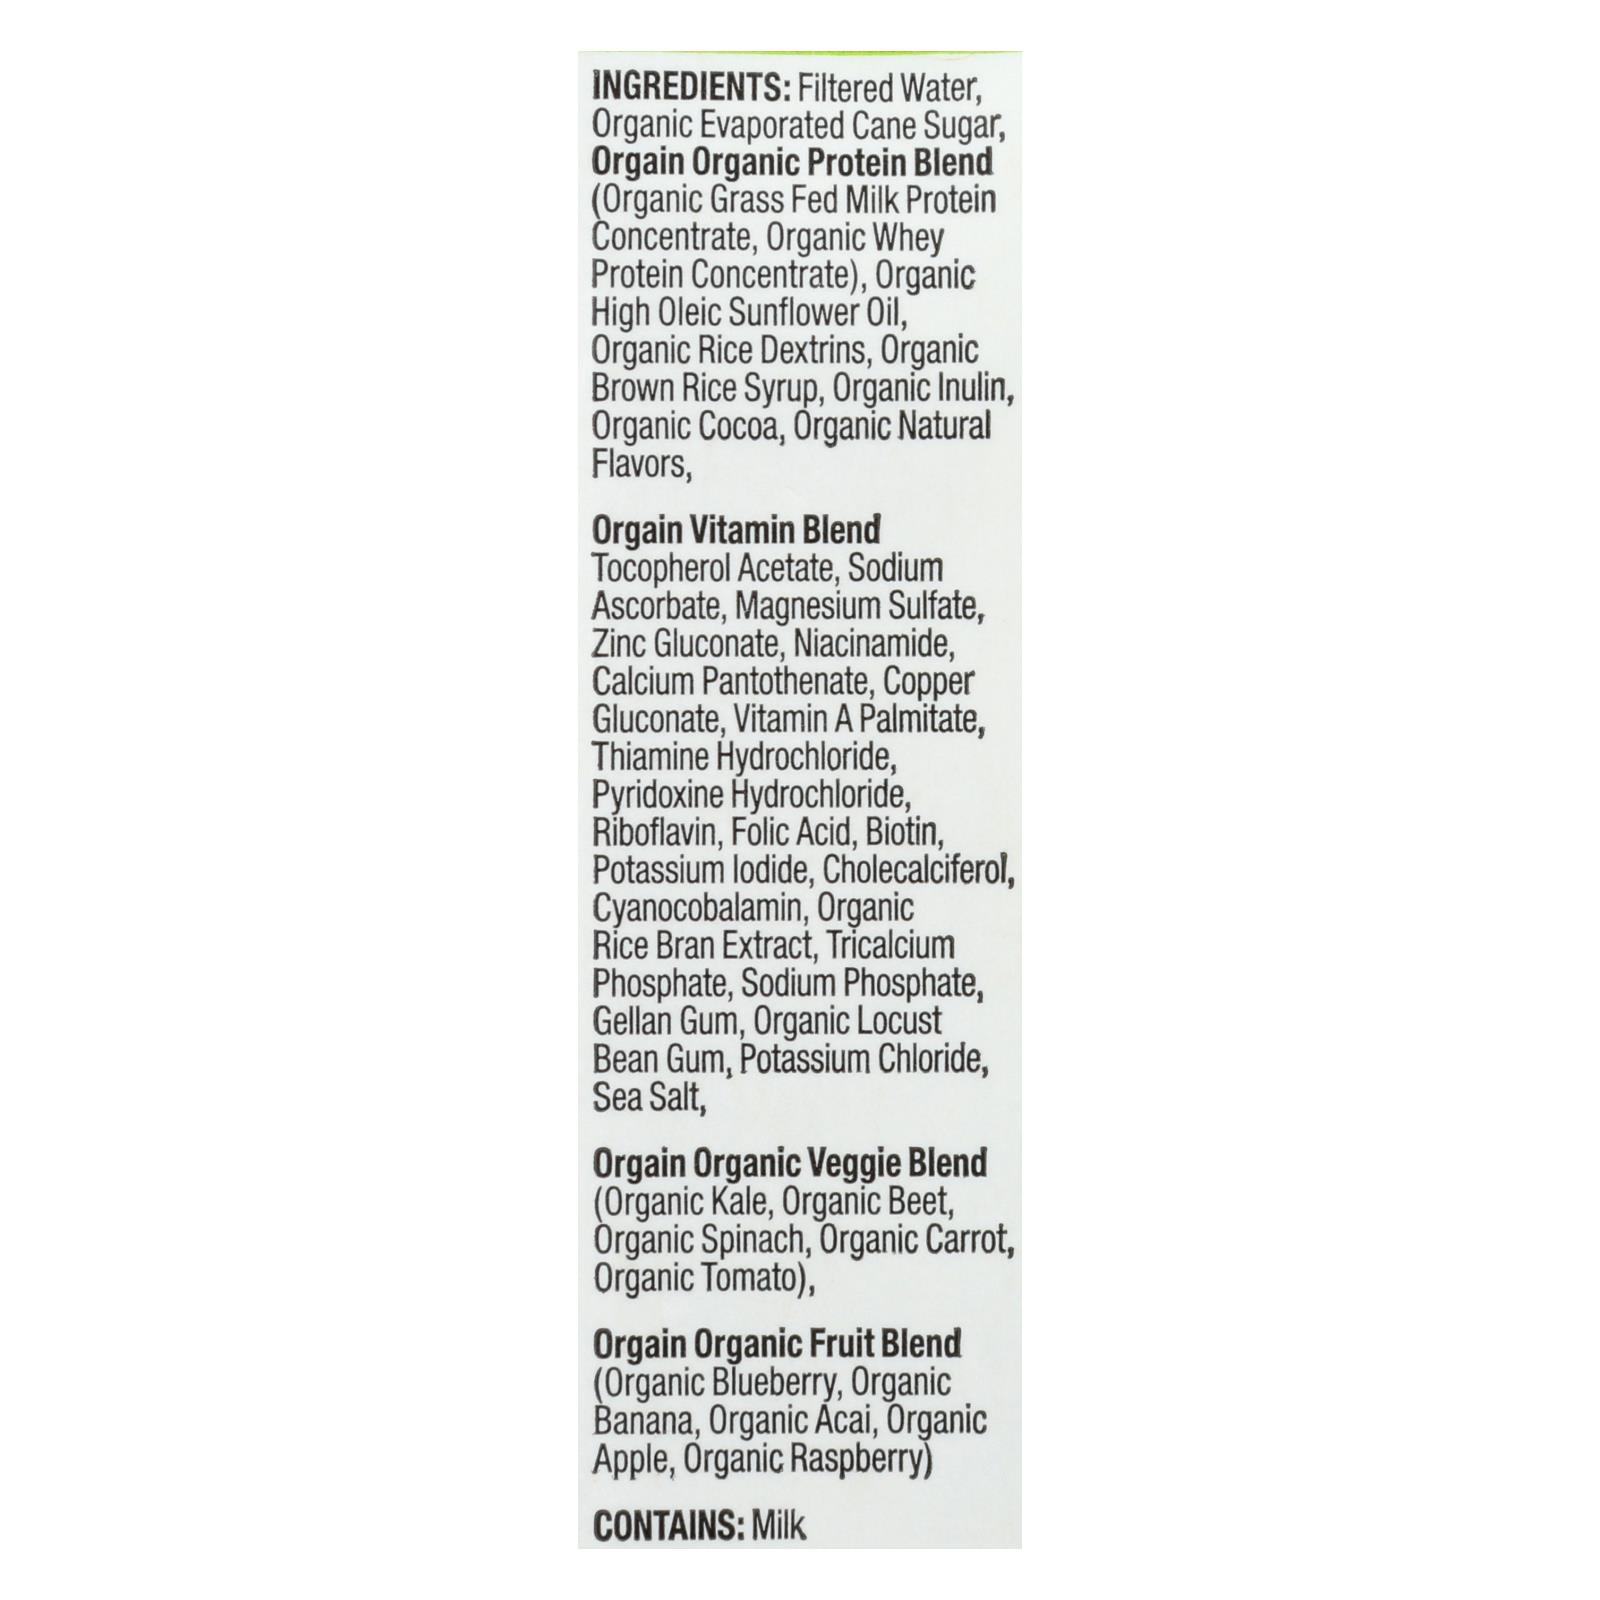 INGREDIENTS: Filtered Water,
Organic Evaporated Cane Sugar,
Orgain Organic Protein Blend
(Organic Grass Fed Milk Protein
Concentrate, Organic Whey
Protein Concentrate), Organic
High Oleic Sunflower Oil,
Organic Rice Dextrins, Organic
Brown Rice Syrup, Organic Inulin,
Organic Cocoa, Organic Natural
Flavors,
Orgain Vitamin Blend
Tocopherol Acetate, Sodium
Ascorbate, Magnesium Sulfate,
Zinc Gluconate, Niacinamide,
Calcium Pantothenate, Copper
Gluconate, Vitamin A Palmitate,
Thiamine Hydrochloride,
Pyridoxine Hydrochloride,
Riboflavin, Folic Acid, Biotin,
Potassium Iodide, Cholecalciferol,
Cyanocobalamin, Organic
Rice Bran Extract, Tricalcium
Phosphate, Sodium Phosphate,
Gellan Gum, Organic Locust
Bean Gum, Potassium Chloride,
Sea Salt,
Orgain Organic Veggie Blend
(Organic Kale, Organic Beet,
Organic Spinach, Organic Carrot,
Organic Tomato),
Orgain Organic Fruit Blend
(Organic Blueberry, Organic
Banana, Organic Acai, Organic
Apple, Organic Raspberry)
CONTAINS: Milk